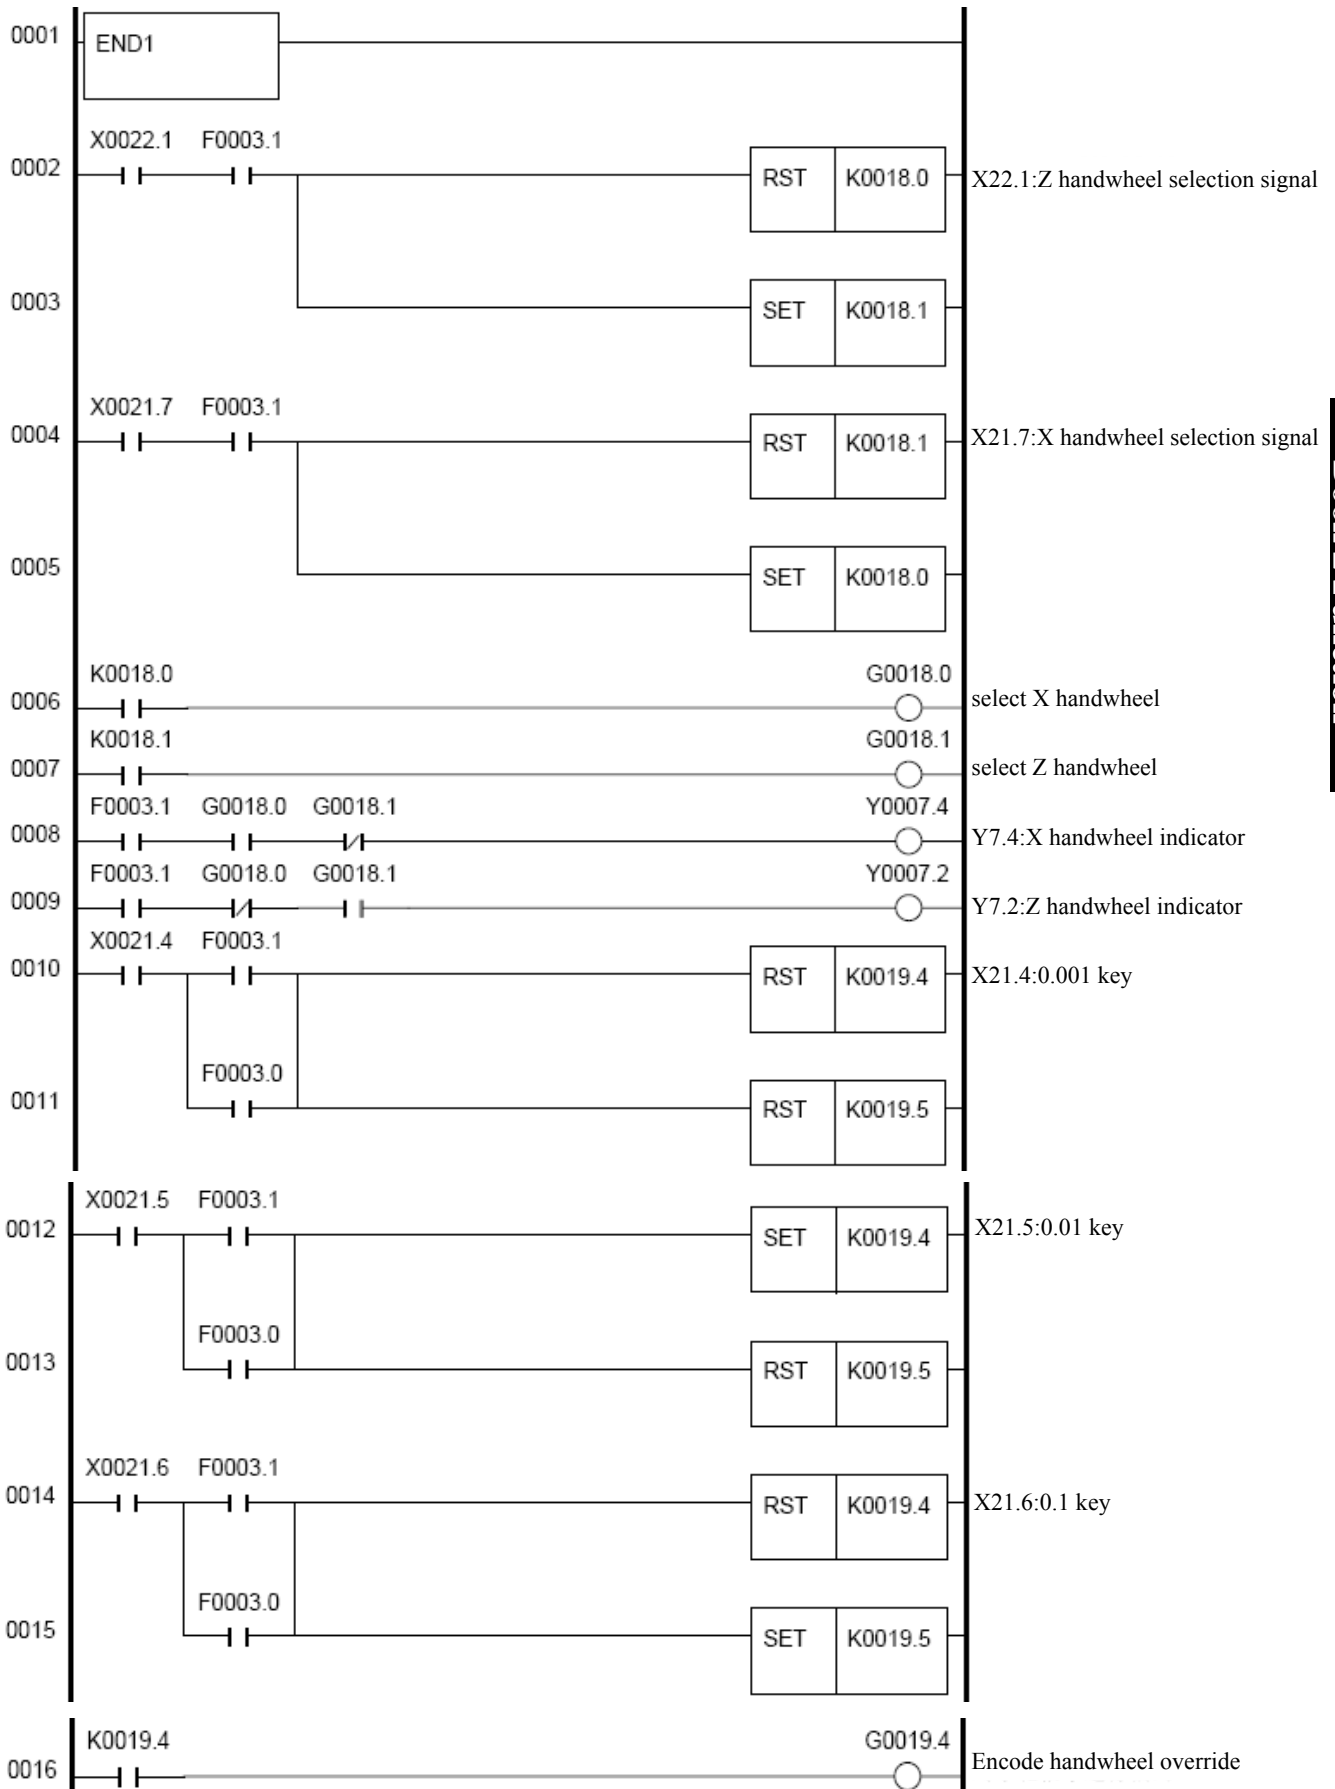 0001 END1
X0022.1 F0003.1
0002 RST K0018.0 X22.1:Z handwheel selection signal
0003 SET K0018.1
X0021.7 F0003.1
0004 RST K0018.1 X21.7:X handwheel selection signal
0005 SET K0018.0
K0018.0 G0018.0
0006 select X handwheel
K0018.1 G0018.1
0007 select Z handwheel
F0003.1 G0018.0 G0018.1 Y0007.4
0008 Y7.4:X handwheel indicator
F0003.1 G0018.0 G0018.1 Y0007.2
0009 Y7.2:Z handwheel indicator
X0021.4 F0003.1
0010 RST K0019.4 X21.4:0.001 key
F0003.0
0011 RST K0019.5
X0021.5 F0003.1
0012 SET K0019.4 X21.5:0.01 key
F0003.0
0013 RST K0019.5
X0021.6 F0003.1
0014 RST K0019.4 X21.6:0.1 key
F0003.0
0015 SET K0019.5
K0019.4 G0019.4
0016 Encode handwheel override